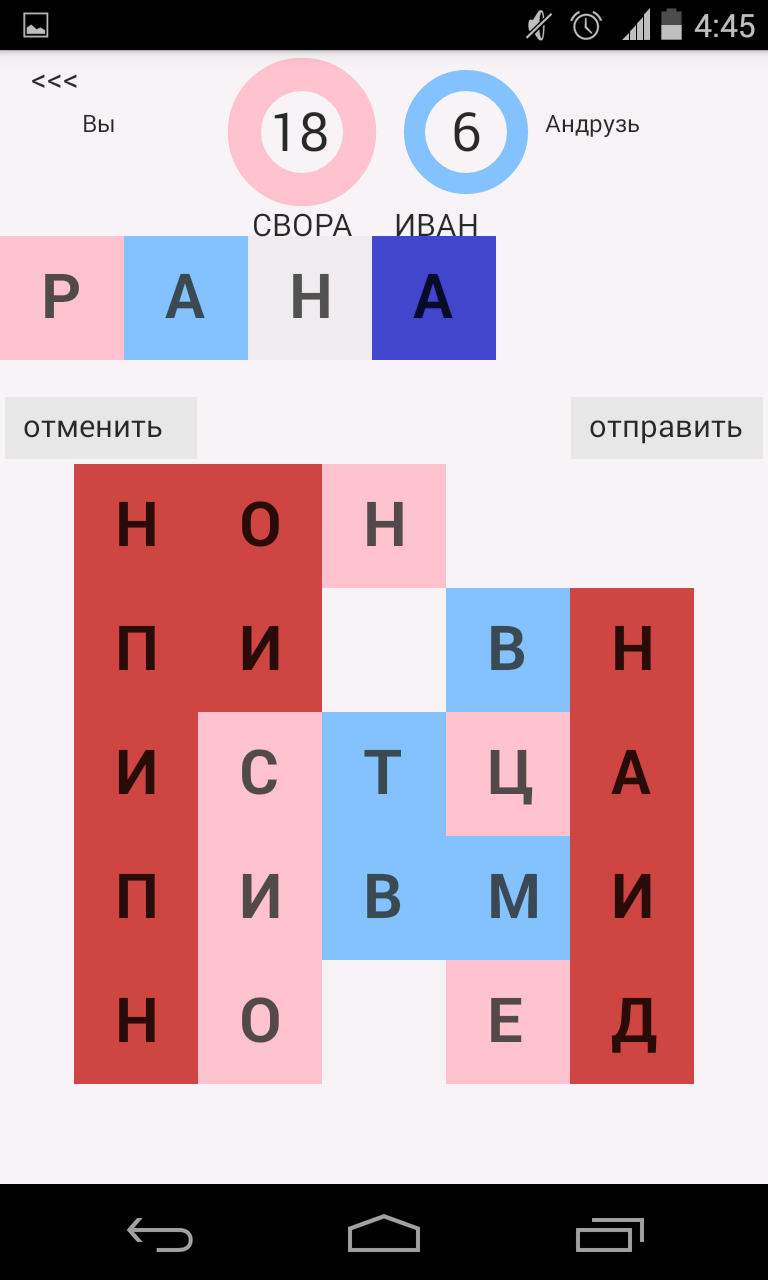 4:45
<<<
Вы 18 6 Андрузь
СВОРА ИВАН
Р А Н А
отменить отправить
Н О Н
П И В Н
И С Т Ц А
П И В М И
Н О Е Д